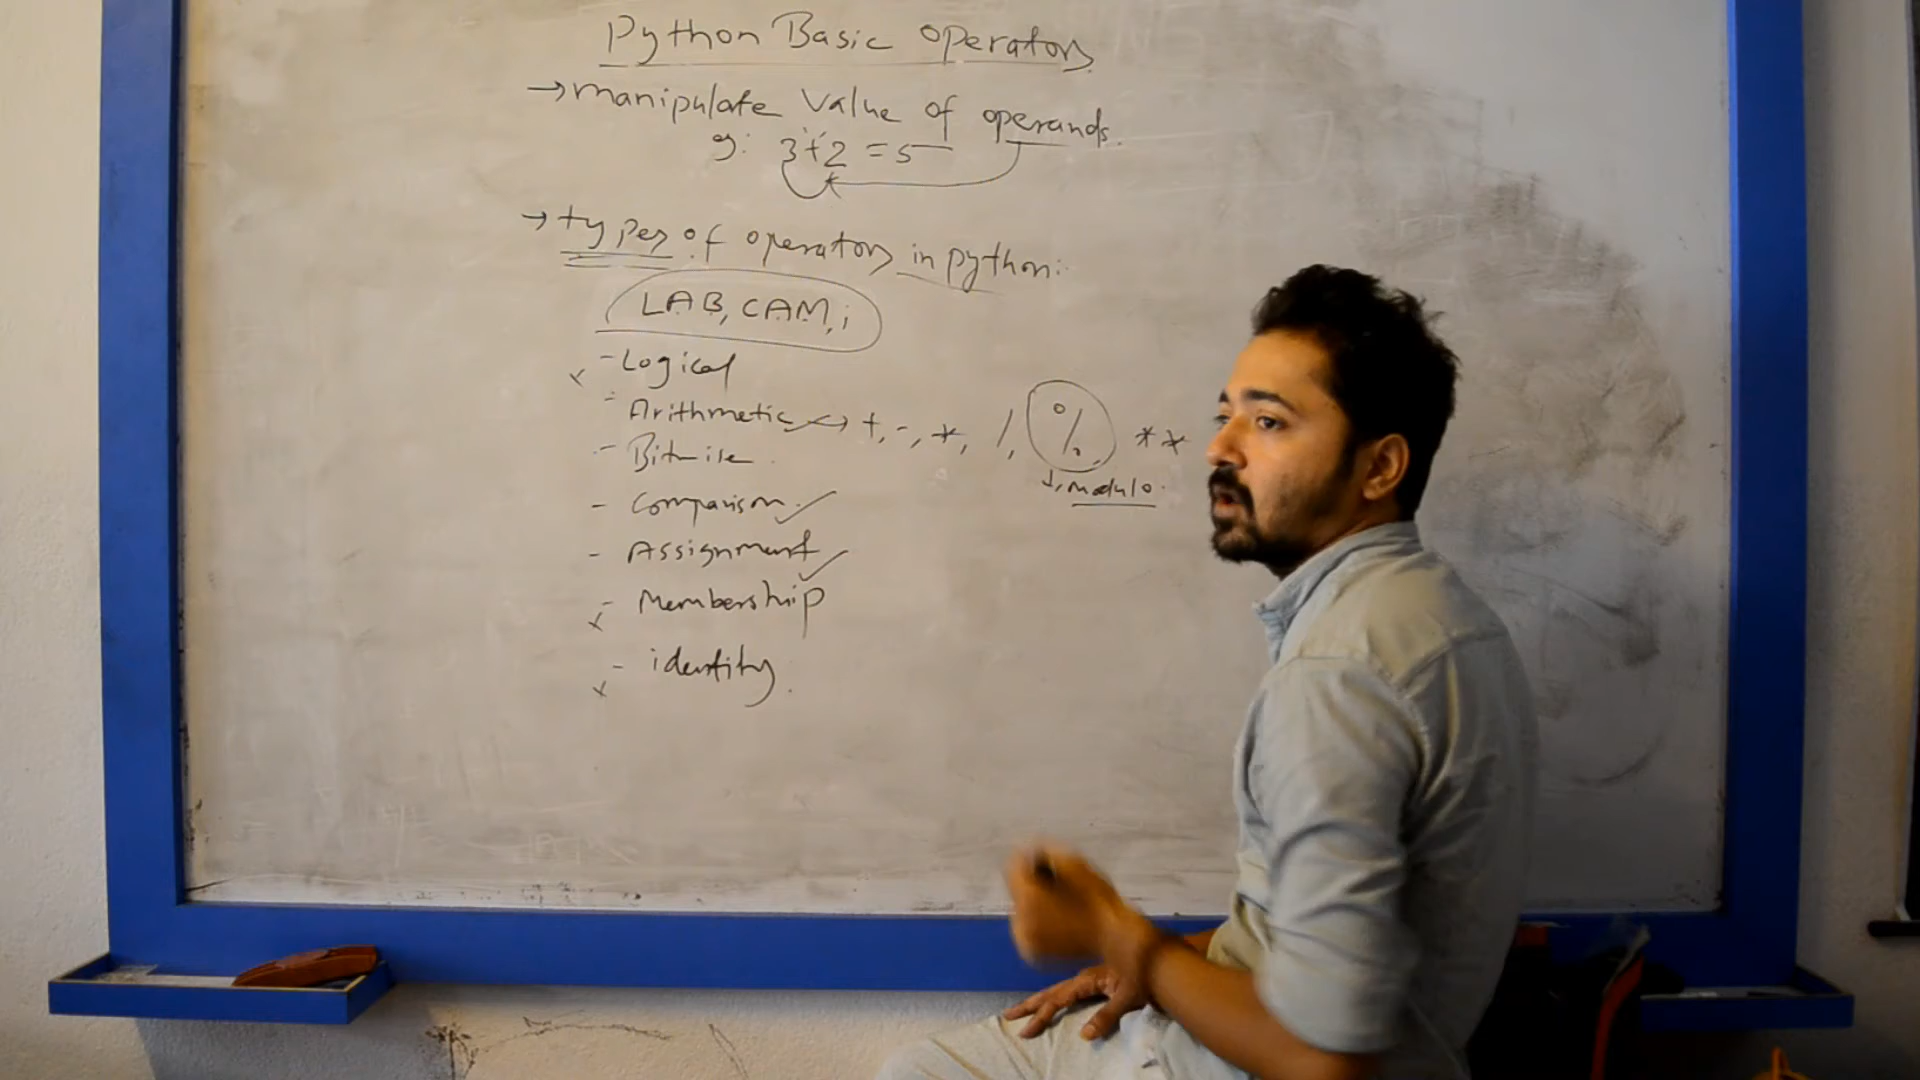 Python Basic Operators
→ manipulate value of operands.
g: 3+2 = 5
→ types of operators in python:
LAB, CAM, i
- Logical
- Arithmetic → +, -, *, /, % , **
↓, modulo.
- Bitwise
- Comparison
- Assignment
- Membership
- identity